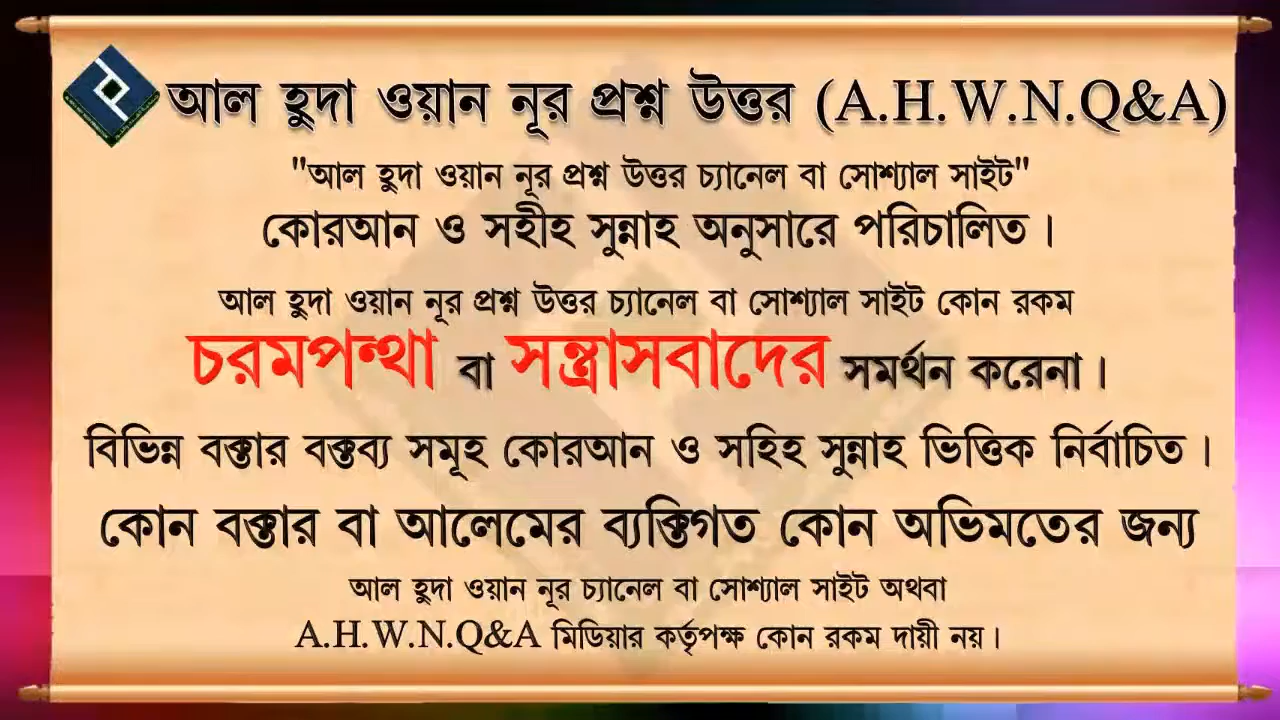 আল হুদা ওয়ান নূর প্রশ্ন উত্তর (A.H.W.N.Q&A)
"আল হুদা ওয়ান নূর প্রশ্ন উত্তর চ্যানেল বা সোশ্যাল সাইট"
কোরআন ও সহীহ সুন্নাহ অনুসারে পরিচালিত।
আল হুদা ওয়ান নূর প্রশ্ন উত্তর চ্যানেল বা সোশ্যাল সাইট কোন রকম
চরমপন্থা বা সন্ত্রাসবাদের সমর্থন করেনা।
বিভিন্ন বক্তার বক্তব্য সমূহ কোরআন ও সহিহ সুন্নাহ ভিত্তিক নির্বাচিত।
কোন বক্তার বা আলেমের ব্যক্তিগত কোন অভিমতের জন্য
আল হুদা ওয়ান নূর চ্যানেল বা সোশ্যাল সাইট অথবা
A.H.W.N.Q&A মিডিয়ার কর্তৃপক্ষ কোন রকম দায়ী নয়।